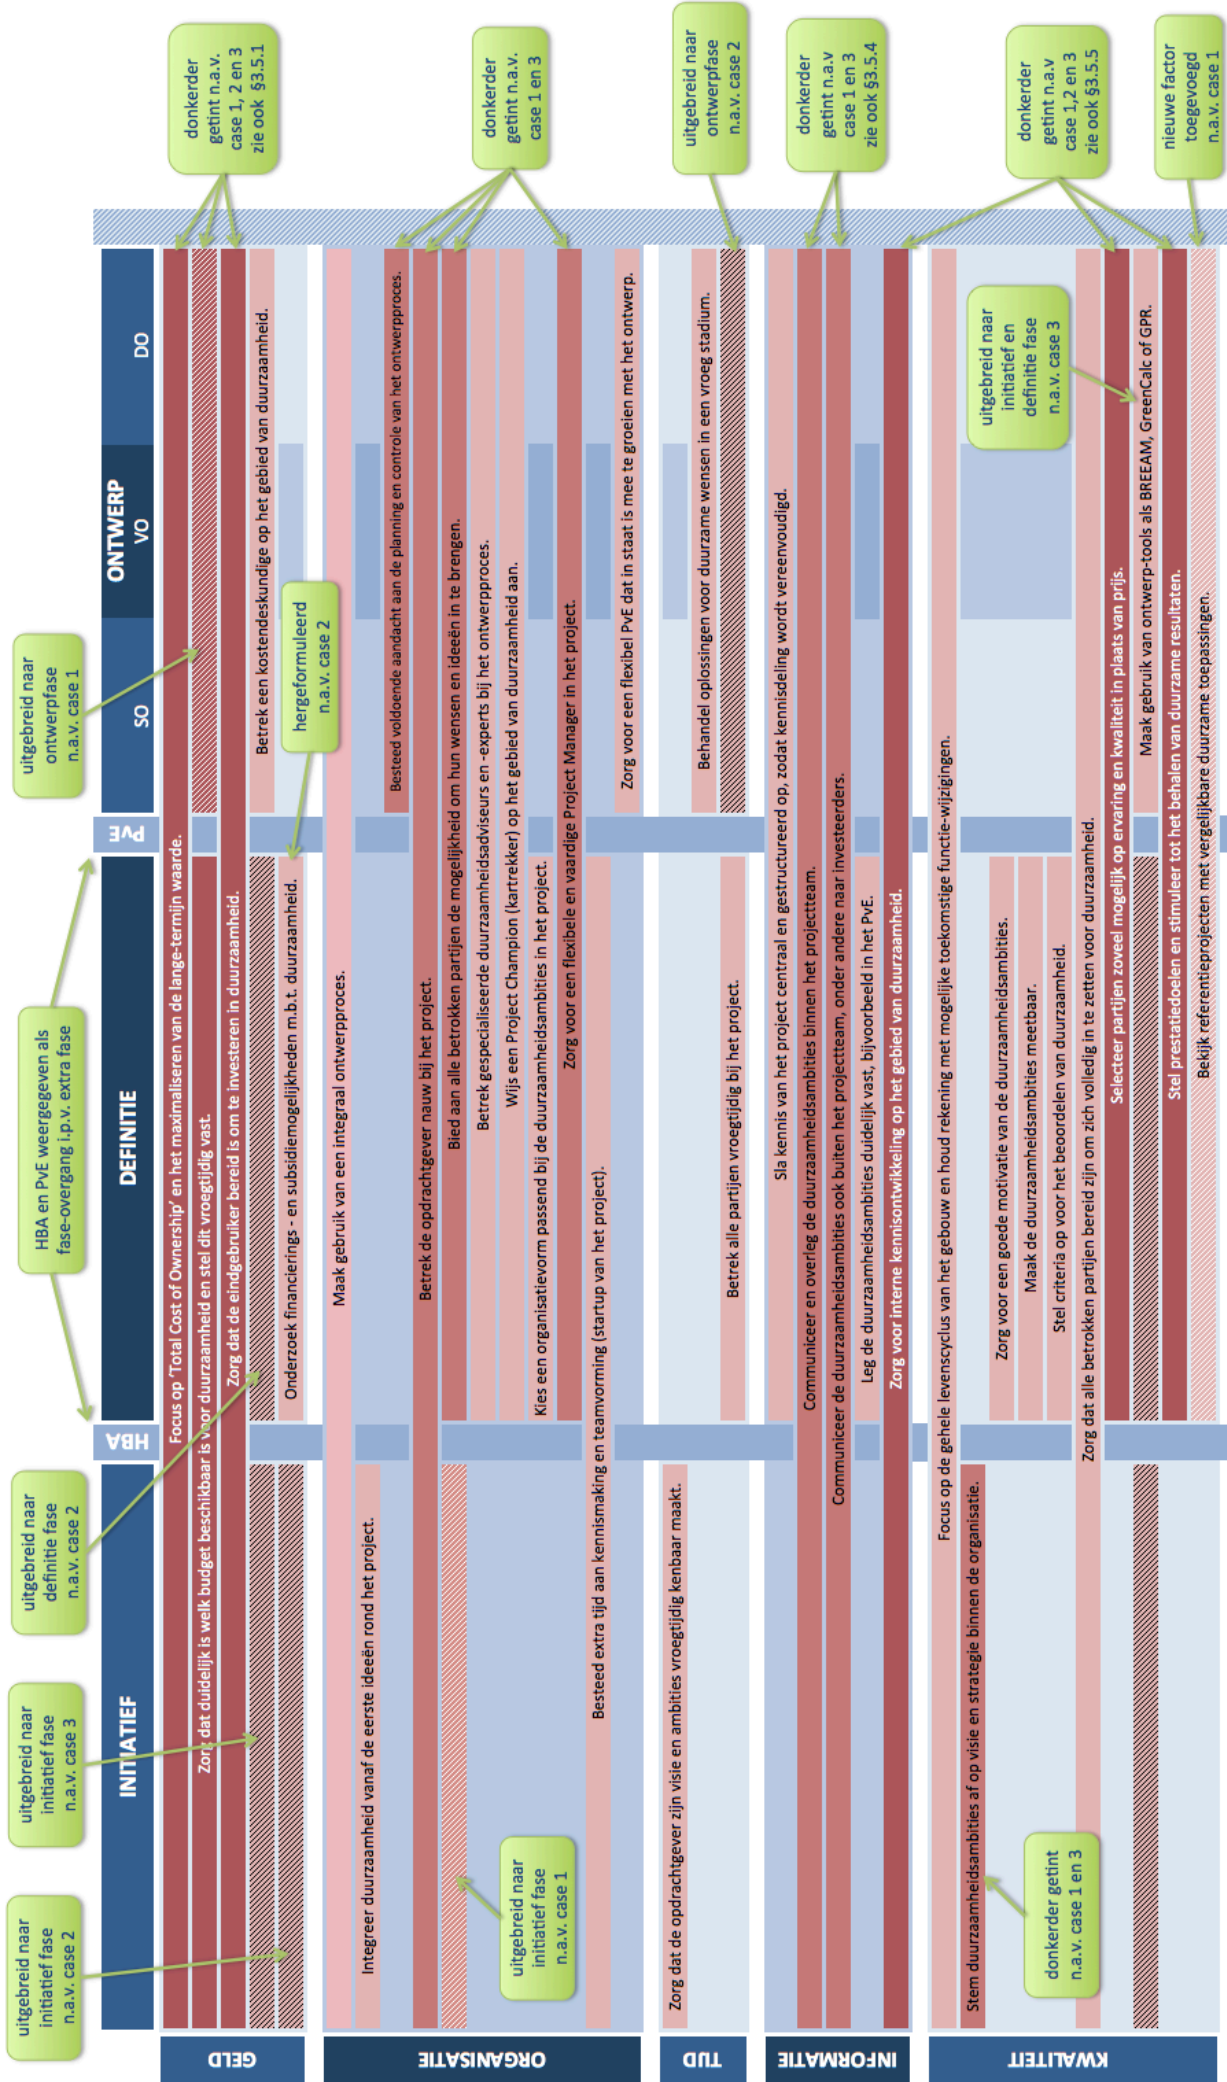 uitgebreid naar
initiatief fase
n.a.v. case 2
uitgebreid naar
initiatief fase
n.a.v. case 3
uitgebreid naar
definitie fase
n.a.v. case 2
HBA en PvE weergegeven als
fase-overgang i.p.v. extra fase
uitgebreid naar
ontwerpfase
n.a.v. case 1
INITIATIEF
HBA
DEFINITIE
PvE
ONTWERP
SO
VO
DO
GELD
Focus op 'Total Cost of Ownership' en het maximaliseren van de lange-termijn waarde.
Zorg dat duidelijk is welk budget beschikbaar is voor duurzaamheid en stel dit vroegtijdig vast.
Zorg dat de eindgebruiker bereid is om te investeren in duurzaamheid.
Betrek een kostendeskundige op het gebied van duurzaamheid.
Onderzoek financierings - en subsidiemogelijkheden m.b.t. duurzaamheid.
donkerder
getint n.a.v.
case 1, 2 en 3
zie ook §3.5.1
hergeformuleerd
n.a.v. case 2
ORGANISATIE
Maak gebruik van een integraal ontwerpproces.
Integreer duurzaamheid vanaf de eerste ideeën rond het project.
Besteed voldoende aandacht aan de planning en controle van het ontwerpproces.
Betrek de opdrachtgever nauw bij het project.
Bied aan alle betrokken partijen de mogelijkheid om hun wensen en ideeën in te brengen.
Betrek gespecialiseerde duurzaamheidsadviseurs en -experts bij het ontwerpproces.
Wijs en Project Champion (kartrekker) op het gebied van duurzaamheid aan.
Kies een organisatievorm passend bij de duurzaamheidsambities in het project.
Zorg voor een flexibele en vaardige Project Manager in het project.
Besteed extra tijd aan kennismaking en teamvorming (startup van het project).
Zorg voor een flexibel PvE dat in staat is mee te groeien met het ontwerp.
donkerder
getint n.a.v.
case 1 en 3
uitgebreid naar
initiatief fase
n.a.v. case 1
TIJD
Zorg dat de opdrachtgever zijn visie en ambities vroegtijdig kenbaar maakt.
Behandel oplossingen voor duurzame wensen in een vroeg stadium.
Betrek alle partijen vroegtijdig bij het project.
uitgebreid naar
ontwerpfase
n.a.v. case 2
INFORMATIE
Sla kennis van het project centraal en gestructureerd op, zodat kennisdeling wordt vereenvoudigd.
Communiceer en overleg de duurzaamheidsambities binnen het projectteam.
Communiceer de duurzaamheidsambities ook buiten het projectteam, onder andere naar investeerders.
Leg de duurzaamheidsambities duidelijk vast, bijvoorbeeld in het PvE.
Zorg voor interne kennisontwikkeling op het gebied van duurzaamheid.
donkerder
getint n.a.v
case 1 en 3
zie ook §3.5.4
KWALITEIT
Focus op de gehele levenscyclus van het gebouw en houd rekening met mogelijke toekomstige functie-wijzigingen.
Stem duurzaamheidsambities af op visie en strategie binnen de organisatie.
Zorg voor een goede motivatie van de duurzaamheidsambities.
Maak de duurzaamheidsambities meetbaar.
Stel criteria op voor het beoordelen van duurzaamheid.
Zorg dat alle betrokken partijen bereid zijn om zich volledig in te zetten voor duurzaamheid.
Selecteer partijen zoveel mogelijk op ervaring en kwaliteit in plaats van prijs.
Maak gebruik van ontwerp-tools als BREEAM, GreenCalc of GPR.
Stel prestatiedoelen en stimuleer tot het behalen van duurzame resultaten.
Bekijk referentieprojecten met vergelijkbare duurzame toepassingen.
donkerder getint
n.a.v. case 1 en 3
uitgebreid naar
initiatief en
definitie fase
n.a.v. case 3
donkerder
getint n.a.v
case 1,2 en 3
zie ook §3.5.5
nieuwe factor
toegevoegd
n.a.v. case 1